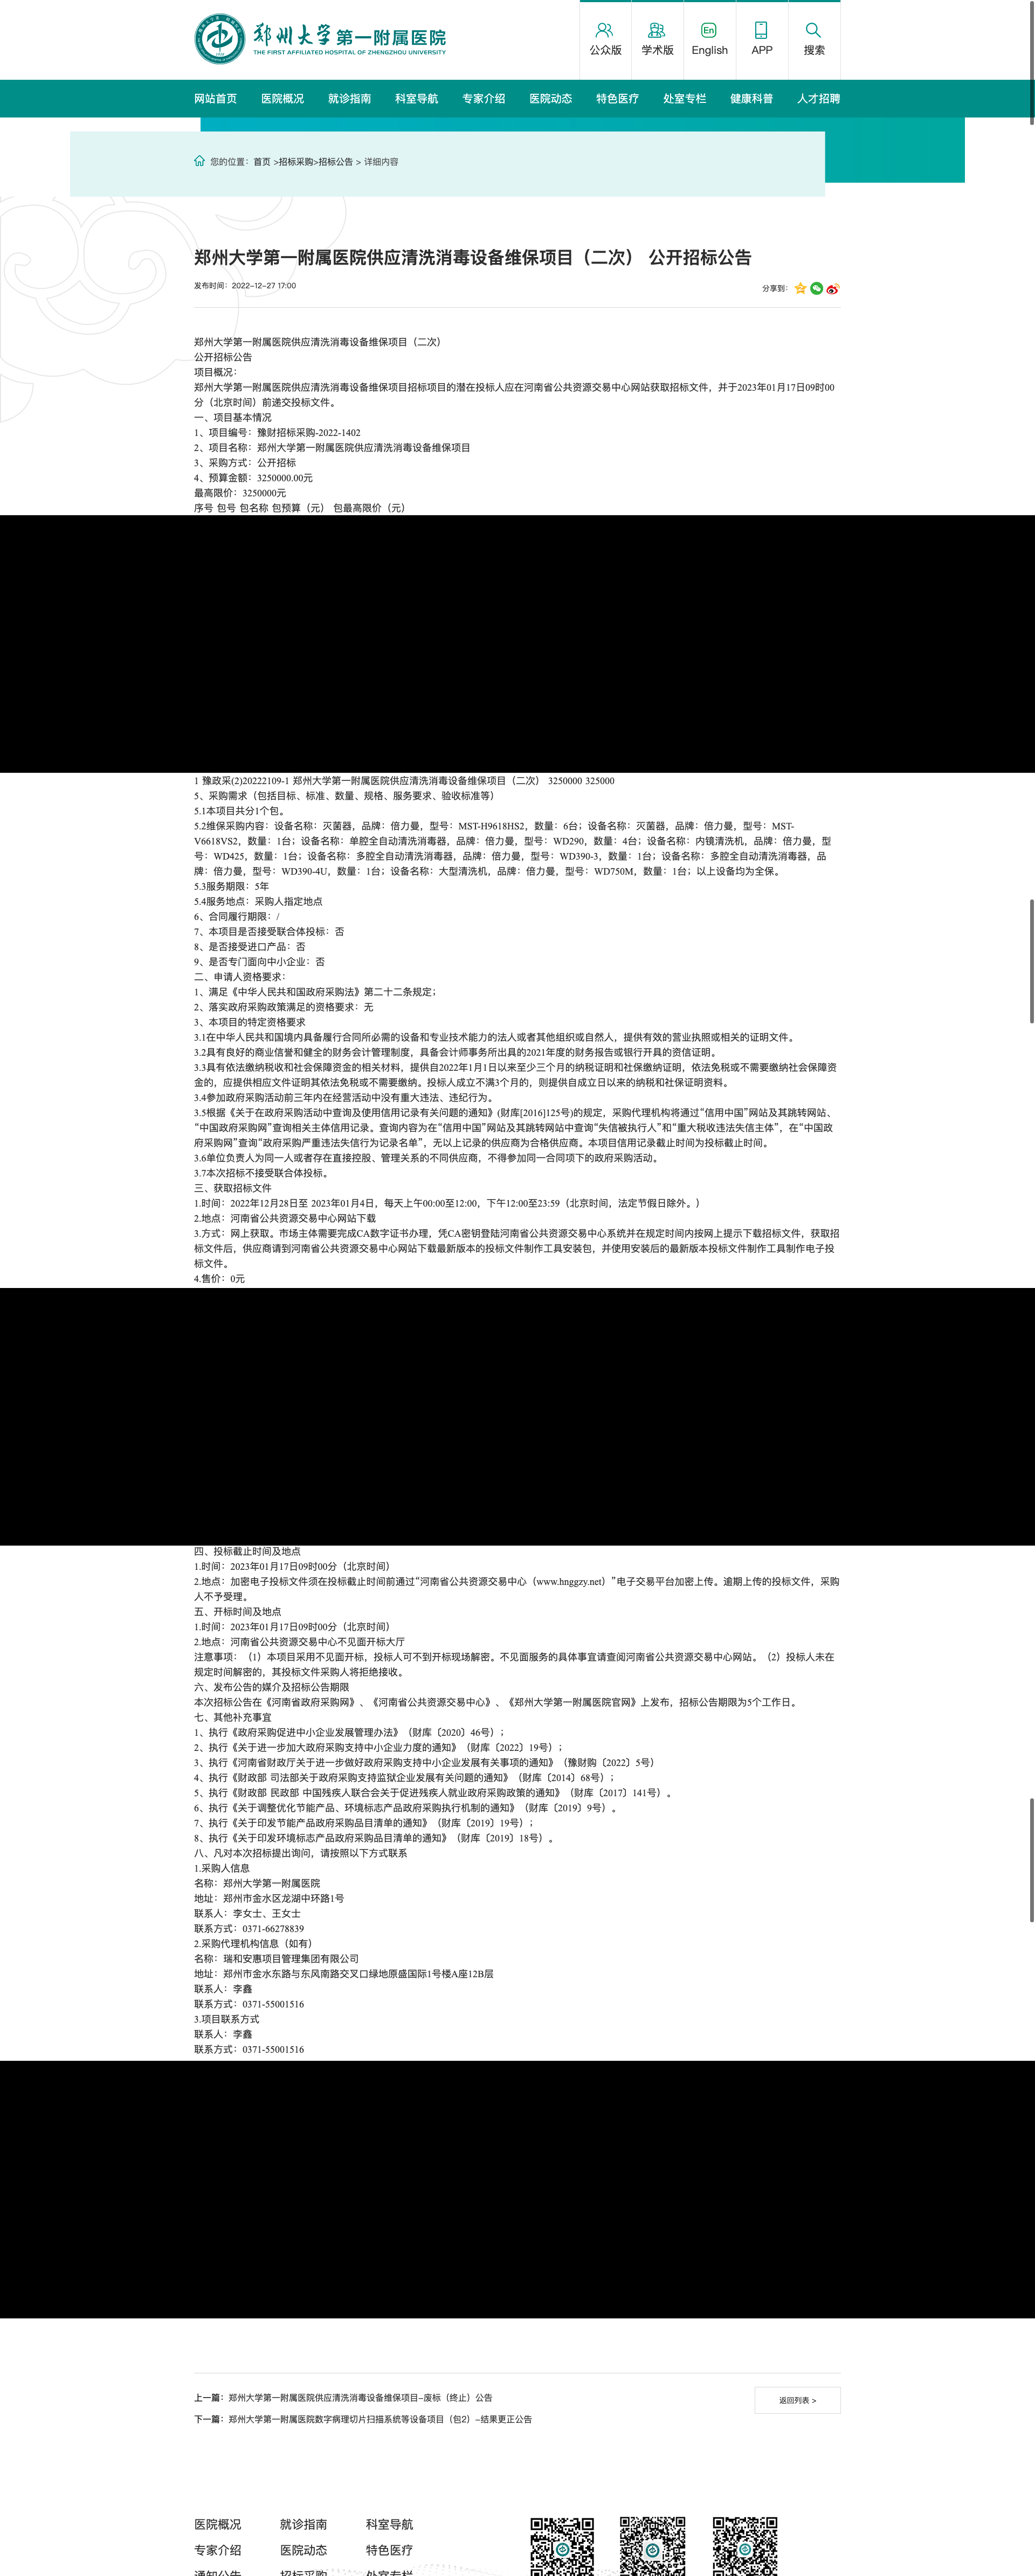 郑州大学第一附属医院
THE FIRST AFFILIATED HOSPITAL OF ZHENGZHOU UNIVERSITY
公众版 学术版 English APP 搜索
网站首页 医院概况 就诊指南 科室导航 专家介绍 医院动态 特色医疗 处室专栏 健康科普 人才招聘
您的位置：首页 >招标采购>招标公告 > 详细内容
郑州大学第一附属医院供应清洗消毒设备维保项目（二次） 公开招标公告
发布时间：2022-12-27 17:00
分享到：
郑州大学第一附属医院供应清洗消毒设备维保项目（二次）
公开招标公告
项目概况：
郑州大学第一附属医院供应清洗消毒设备维保项目招标项目的潜在投标人应在河南省公共资源交易中心网站获取招标文件，并于2023年01月17日09时00
分（北京时间）前递交投标文件。
一、项目基本情况
1、项目编号：豫财招标采购-2022-1402
2、项目名称：郑州大学第一附属医院供应清洗消毒设备维保项目
3、采购方式：公开招标
4、预算金额：3250000.00元
最高限价：3250000元
序号 包号 包名称 包预算（元） 包最高限价（元）
1 豫政采(2)20222109-1 郑州大学第一附属医院供应清洗消毒设备维保项目（二次） 3250000 325000
5、采购需求（包括目标、标准、数量、规格、服务要求、验收标准等）
5.1本项目共分1个包。
5.2维保采购内容：设备名称：灭菌器，品牌：倍力曼，型号：MST-H9618HS2，数量：6台；设备名称：灭菌器，品牌：倍力曼，型号：MST-
V6618VS2，数量：1台；设备名称：单腔全自动清洗消毒器，品牌：倍力曼，型号：WD290，数量：4台；设备名称：内镜清洗机，品牌：倍力曼，型
号：WD425，数量：1台；设备名称：多腔全自动清洗消毒器，品牌：倍力曼，型号：WD390-3，数量：1台；设备名称：多腔全自动清洗消毒器，品
牌：倍力曼，型号：WD390-4U，数量：1台；设备名称：大型清洗机，品牌：倍力曼，型号：WD750M，数量：1台；以上设备均为全保。
5.3服务期限：5年
5.4服务地点：采购人指定地点
6、合同履行期限：/
7、本项目是否接受联合体投标：否
8、是否接受进口产品：否
9、是否专门面向中小企业：否
二、申请人资格要求：
1、满足《中华人民共和国政府采购法》第二十二条规定；
2、落实政府采购政策满足的资格要求：无
3、本项目的特定资格要求
3.1在中华人民共和国境内具备履行合同所必需的设备和专业技术能力的法人或者其他组织或自然人，提供有效的营业执照或相关的证明文件。
3.2具有良好的商业信誉和健全的财务会计管理制度，具备会计师事务所出具的2021年度的财务报告或银行开具的资信证明。
3.3具有依法缴纳税收和社会保障资金的相关材料，提供自2022年1月1日以来至少三个月的纳税证明和社保缴纳证明，依法免税或不需要缴纳社会保障资
金的，应提供相应文件证明其依法免税或不需要缴纳。投标人成立不满3个月的，则提供自成立日以来的纳税和社保证明资料。
3.4参加政府采购活动前三年内在经营活动中没有重大违法、违纪行为。
3.5根据《关于在政府采购活动中查询及使用信用记录有关问题的通知》(财库[2016]125号)的规定，采购代理机构将通过“信用中国”网站及其跳转网站、
“中国政府采购网”查询相关主体信用记录。查询内容为在“信用中国”网站及其跳转网站中查询“失信被执行人”和“重大税收违法失信主体”，在“中国政
府采购网”查询“政府采购严重违法失信行为记录名单”，无以上记录的供应商为合格供应商。本项目信用记录截止时间为投标截止时间。
3.6单位负责人为同一人或者存在直接控股、管理关系的不同供应商，不得参加同一合同项下的政府采购活动。
3.7本次招标不接受联合体投标。
三、获取招标文件
1.时间：2022年12月28日至 2023年01月4日，每天上午00:00至12:00，下午12:00至23:59（北京时间，法定节假日除外。）
2.地点：河南省公共资源交易中心网站下载
3.方式：网上获取。市场主体需要完成CA数字证书办理，凭CA密钥登陆河南省公共资源交易中心系统并在规定时间内按网上提示下载招标文件，获取招
标文件后，供应商请到河南省公共资源交易中心网站下载最新版本的投标文件制作工具安装包，并使用安装后的最新版本投标文件制作工具制作电子投
标文件。
4.售价：0元
四、投标截止时间及地点
1.时间：2023年01月17日09时00分（北京时间）
2.地点：加密电子投标文件须在投标截止时间前通过“河南省公共资源交易中心（www.hnggzy.net）”电子交易平台加密上传。逾期上传的投标文件，采购
人不予受理。
五、开标时间及地点
1.时间：2023年01月17日09时00分（北京时间）
2.地点：河南省公共资源交易中心不见面开标大厅
注意事项：（1）本项目采用不见面开标，投标人可不到开标现场解密。不见面服务的具体事宜请查阅河南省公共资源交易中心网站。（2）投标人未在
规定时间解密的，其投标文件采购人将拒绝接收。
六、发布公告的媒介及招标公告期限
本次招标公告在《河南省政府采购网》、《河南省公共资源交易中心》、《郑州大学第一附属医院官网》上发布，招标公告期限为5个工作日。
七、其他补充事宜
1、执行《政府采购促进中小企业发展管理办法》（财库〔2020〕46号）；
2、执行《关于进一步加大政府采购支持中小企业力度的通知》（财库〔2022〕19号）；
3、执行《河南省财政厅关于进一步做好政府采购支持中小企业发展有关事项的通知》（豫财购〔2022〕5号）
4、执行《财政部 司法部关于政府采购支持监狱企业发展有关问题的通知》（财库〔2014〕68号）；
5、执行《财政部 民政部 中国残疾人联合会关于促进残疾人就业政府采购政策的通知》（财库〔2017〕141号）。
6、执行《关于调整优化节能产品、环境标志产品政府采购执行机制的通知》（财库〔2019〕9号）。
7、执行《关于印发节能产品政府采购品目清单的通知》（财库〔2019〕19号）；
8、执行《关于印发环境标志产品政府采购品目清单的通知》（财库〔2019〕18号）。
八、凡对本次招标提出询问，请按照以下方式联系
1.采购人信息
名称：郑州大学第一附属医院
地址：郑州市金水区龙湖中环路1号
联系人：李女士、王女士
联系方式：0371-66278839
2.采购代理机构信息（如有）
名称：瑞和安惠项目管理集团有限公司
地址：郑州市金水东路与东风南路交叉口绿地原盛国际1号楼A座12B层
联系人：李鑫
联系方式：0371-55001516
3.项目联系方式
联系人：李鑫
联系方式：0371-55001516
上一篇：郑州大学第一附属医院供应清洗消毒设备维保项目-废标（终止）公告
返回列表 >
下一篇：郑州大学第一附属医院数字病理切片扫描系统等设备项目（包2）-结果更正公告
医院概况 就诊指南 科室导航
专家介绍 医院动态 特色医疗
通知公告 招标采购 处室专栏